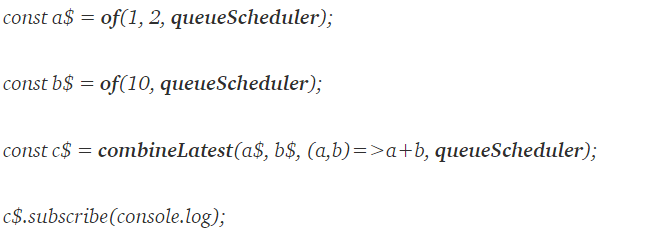 const a$ = of(1, 2, queueScheduler);
const b$ = of(10, queueScheduler);
const c$ = combineLatest(a$, b$, (a,b)=>a+b, queueScheduler);
c$.subscribe(console.log);